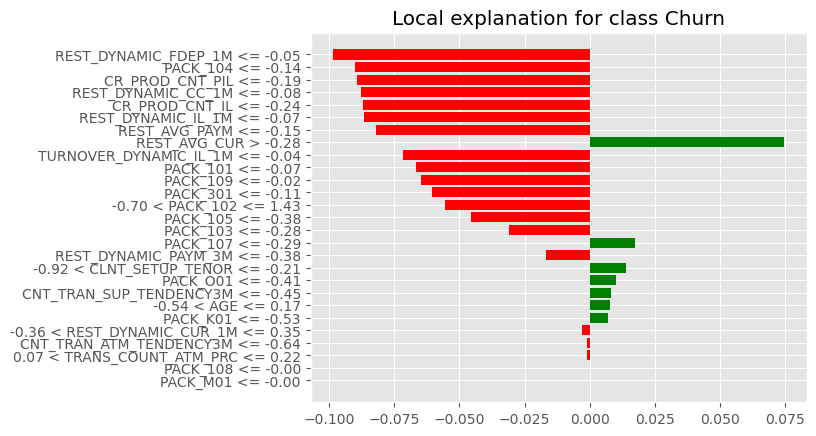 Local explanation for class Churn
REST_DYNAMIC_FDEP_1M <= -0.05
PACK_104 <= -0.14
CR_PROD_CNT_PIL <= -0.19
REST_DYNAMIC_CC_1M <= -0.08
CR_PROD_CNT_IL <= -0.24
REST_DYNAMIC_IL_1M <= -0.07
REST_AVG_PAYM <= -0.15
REST_AVG_CUR > -0.28
TURNOVER_DYNAMIC_IL_1M <= -0.04
PACK_101 <= -0.07
PACK_109 <= -0.02
PACK_301 <= -0.11
-0.70 < PACK_102 <= 1.43
PACK_105 <= -0.38
PACK_103 <= -0.28
PACK_107 <= -0.29
REST_DYNAMIC_PAYM_3M <= -0.38
-0.92 < CLNT_SETUP_TENOR <= -0.21
PACK_O01 <= -0.41
CNT_TRAN_SUP_TENDENCY3M <= -0.45
-0.54 < AGE <= 0.17
PACK_K01 <= -0.53
-0.36 < REST_DYNAMIC_CUR_1M <= 0.35
CNT_TRAN_ATM_TENDENCY3M <= -0.64
0.07 < TRANS_COUNT_ATM_PRC <= 0.22
PACK_108 <= -0.00
PACK_M01 <= -0.00
−0.100 −0.075 −0.050 −0.025 0.000 0.025 0.050 0.075